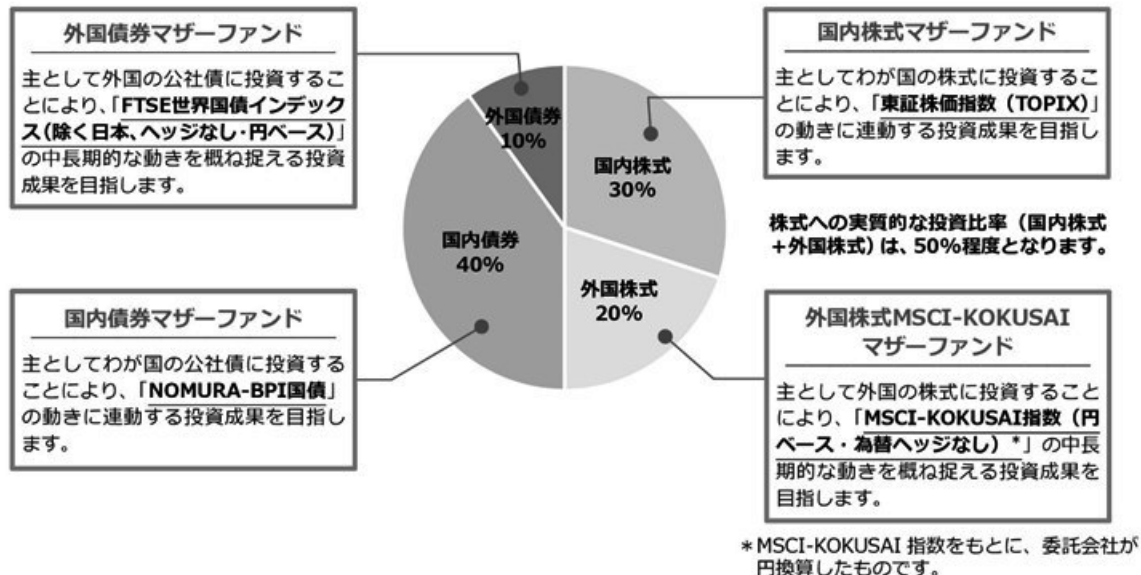 外国債券マザーファンド
主として外国の公社債に投資するこ
とにより、「FTSE世界国債インデック
ス(除く日本、ヘッジなし・円ベース)」
の中長期的な動きを概ね捉える投資
成果を目指します。
国内株式マザーファンド
主としてわが国の株式に投資するこ
とにより、「東証株価指数（TOPIX）」
の動きに連動する投資成果を目指し
ます。
外国債券
10%
国内株式
30%
国内債券
40%
外国株式
20%
株式への実質的な投資比率（国内株式
＋外国株式）は、50%程度となります。
国内債券マザーファンド
主としてわが国の公社債に投資する
ことにより、「NOMURA-BPI国債」
の動きに連動する投資成果を目指し
ます。
外国株式MSCI-KOKUSAI
マザーファンド
主として外国の株式に投資すること
により、「MSCI-KOKUSAI指数（円
ベース・為替ヘッジなし）*」の中長
期的な動きを概ね捉える投資成果を
目指します。
＊MSCI-KOKUSAI 指数をもとに、委託会社が
円換算したものです。